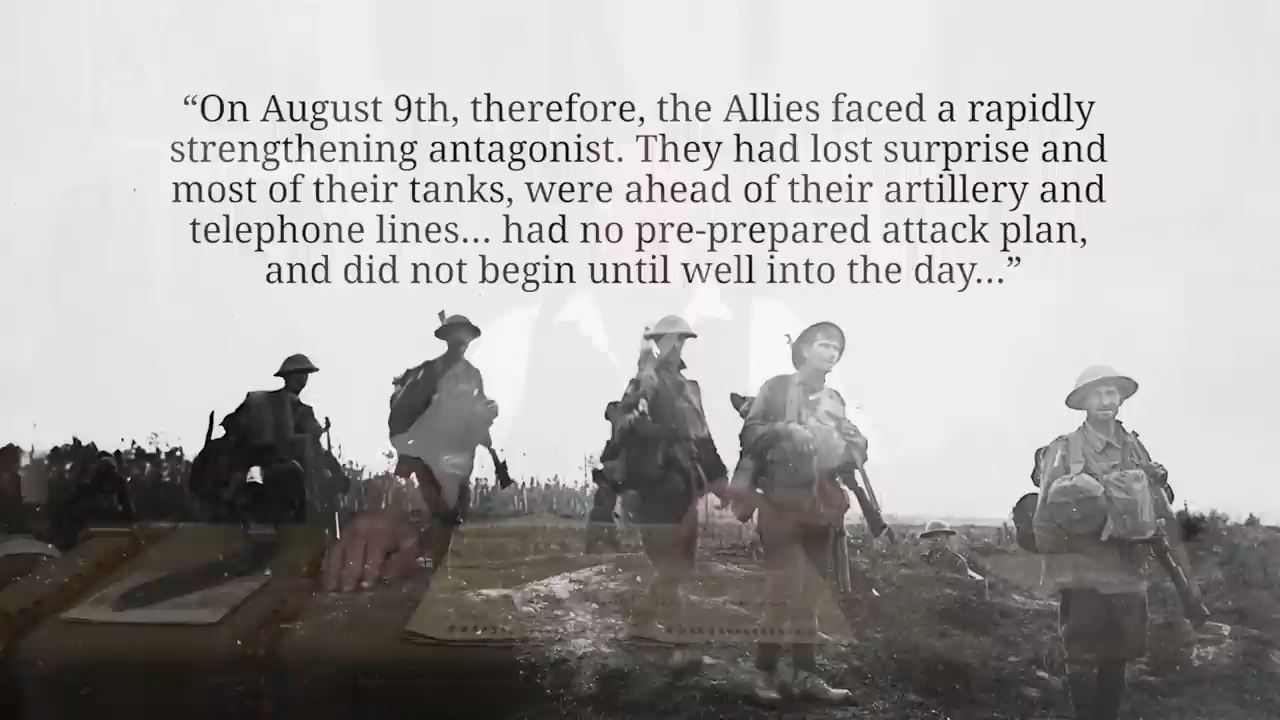 “On August 9th, therefore, the Allies faced a rapidly
strengthening antagonist. They had lost surprise and
most of their tanks, were ahead of their artillery and
telephone lines... had no pre-prepared attack plan,
and did not begin until well into the day...”